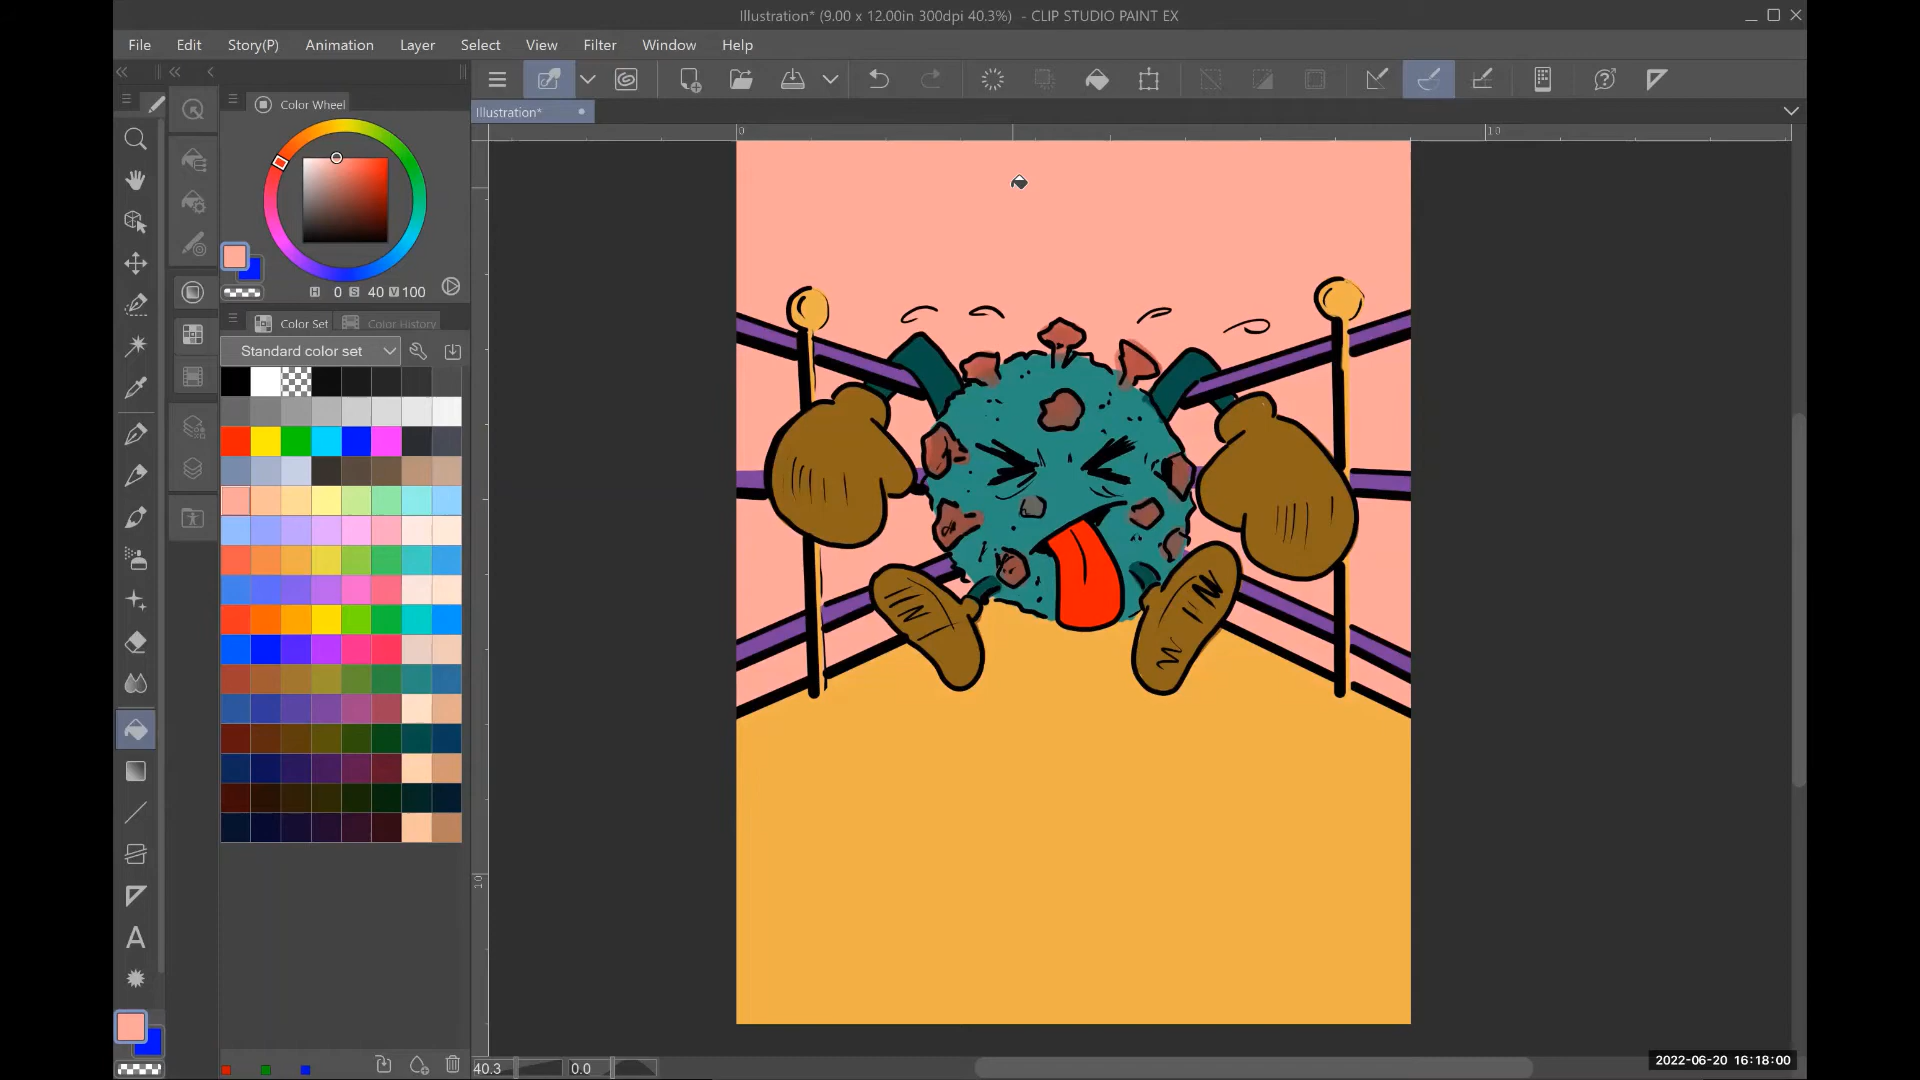 Illustration* (9.00 x 12.00in 300dpi 40.3%) - CLIP STUDIO PAINT EX
File Edit Story(P) Animation Layer Select View Filter Window Help
Color Wheel
Illustration*
0
10
H 0 S 40 V 100
Color Set Color History
Standard color set
10
A
40.3 0.0
2022-06-20 16:18:00